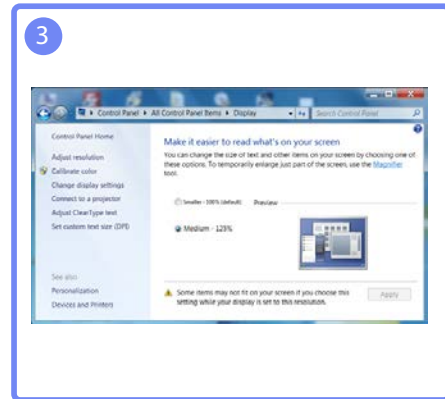 3
Control Panel ▸ All Control Panel Items ▸ Display
Search Control Panel
Control Panel Home
Adjust resolution
Calibrate color
Change display settings
Connect to a projector
Adjust ClearType text
Set custom text size (DPI)
See also
Personalization
Devices and Printers
Make it easier to read what's on your screen
You can change the size of text and other items on your screen by choosing one of
these options. To temporarily enlarge just part of the screen, use the Magnifier
tool.
Smaller - 100% (default)
Preview
Medium - 125%
Some items may not fit on your screen if you choose this
setting while your display is set to this resolution.
Apply